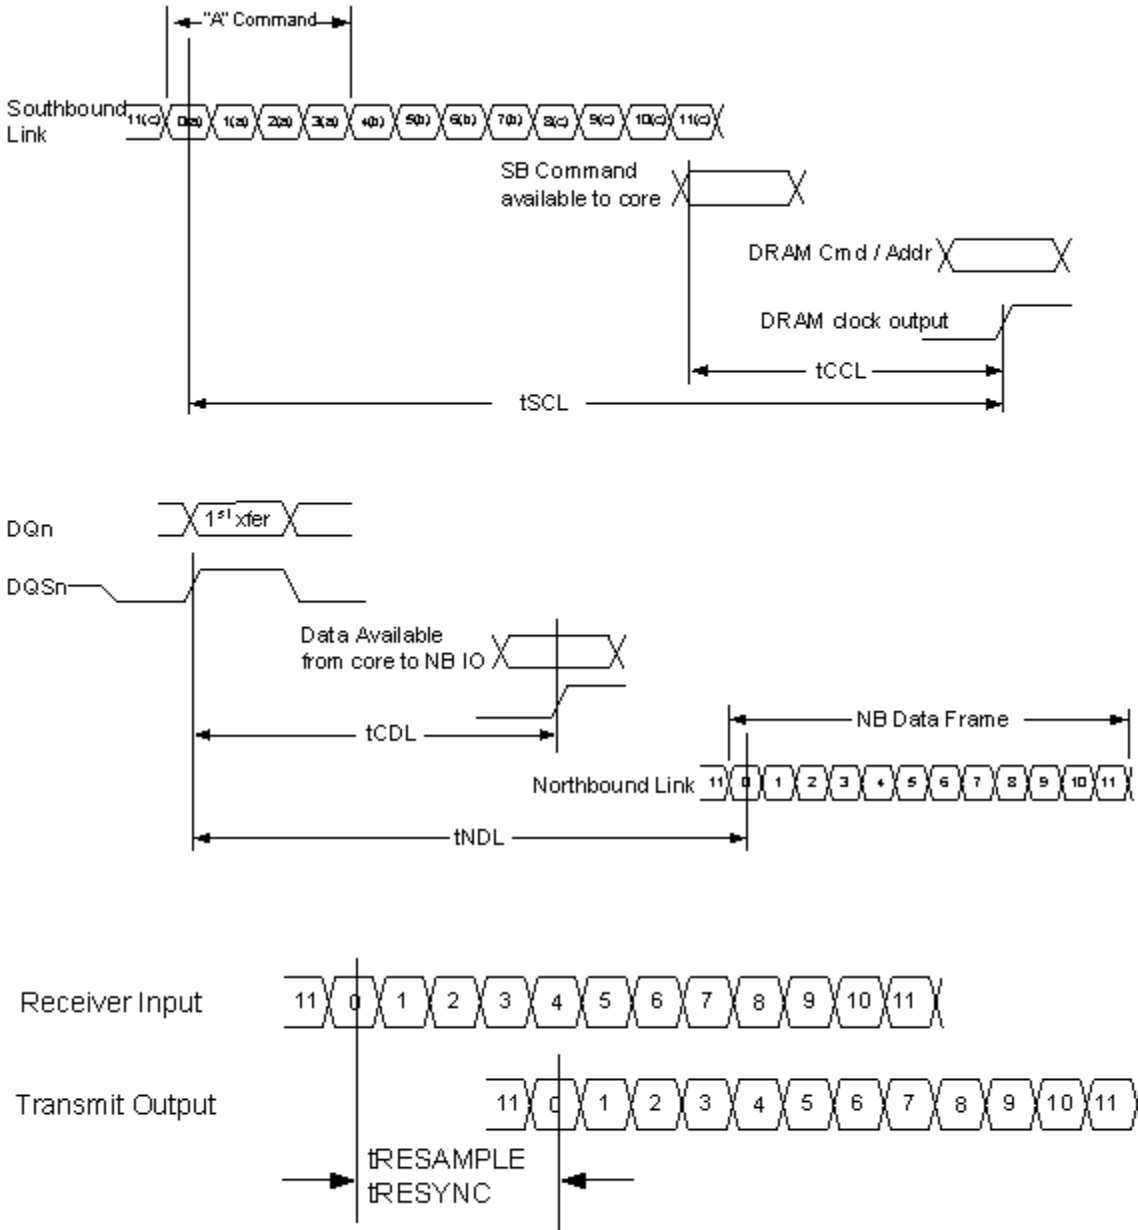 "A" Command
Southbound
Link
11(c) 0(a) 1(a) 2(a) 3(a) 4(b) 5(b) 6(b) 7(b) 8(c) 9(c) 10(c) 11(c)
SB Command
available to core
DRAM Cmd / Addr
DRAM clock output
tCCL
tSCL
DQn
1st xfer
DQSn
Data Available
from core to NB IO
tCDL
NB Data Frame
Northbound Link
11 0 1 2 3 4 5 6 7 8 9 10 11
tNDL
Receiver Input
11 0 1 2 3 4 5 6 7 8 9 10 11
Transmit Output
11 0 1 2 3 4 5 6 7 8 9 10 11
tRESAMPLE
tRESYNC